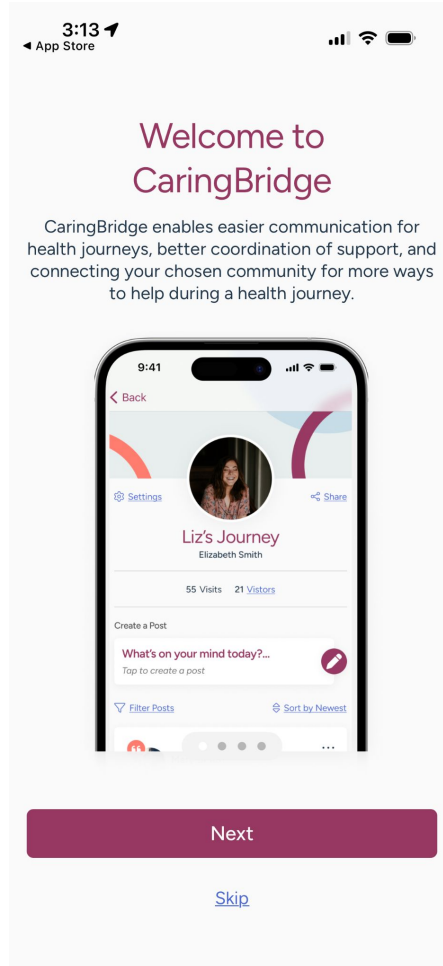 3:13
◀ App Store
Welcome to
CaringBridge
CaringBridge enables easier communication for
health journeys, better coordination of support, and
connecting your chosen community for more ways
to help during a health journey.
9:41
Back
Settings
Share
Liz's Journey
Elizabeth Smith
55 Visits 21 Vistors
Create a Post
What's on your mind today?...
Tap to create a post
Filter Posts
Sort by Newest
Next
Skip